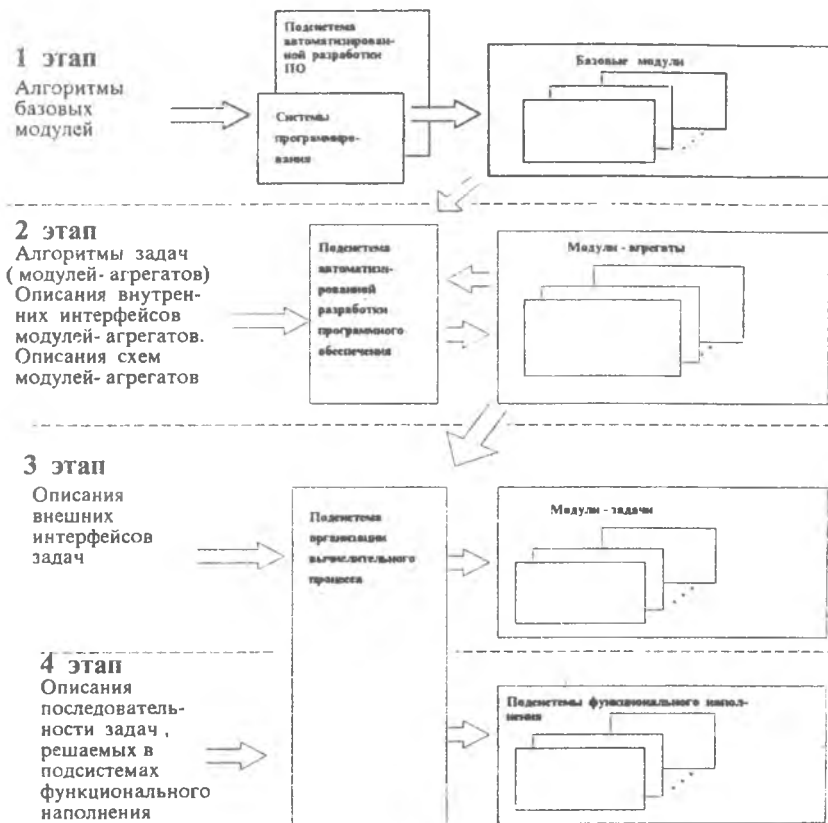 1 этап
Алгоритмы
базовых
модулей
Подсистема
автоматизирован-
ной разработки
ПО
Системы
программиро-
вания
Базовые модули
2 этап
Алгоритмы задач
( модулей- агрегатов)
Описания внутрен-
них интерфейсов
модулей- агрегатов.
Описания схем
модулей- агрегатов
Подсистема
автоматизи-
рованной
разработки
программного
обеспечения
Модули - агрегаты
3 этап
Описания
внешних
интерфейсов
задач
Подсистема
организации
вычислительного
процесса
Модули - задачи
4 этап
Описания
последователь-
ности задач ,
решаемых в
подсистемах
функционального
наполнения
Подсистемы функционального напол-
нения